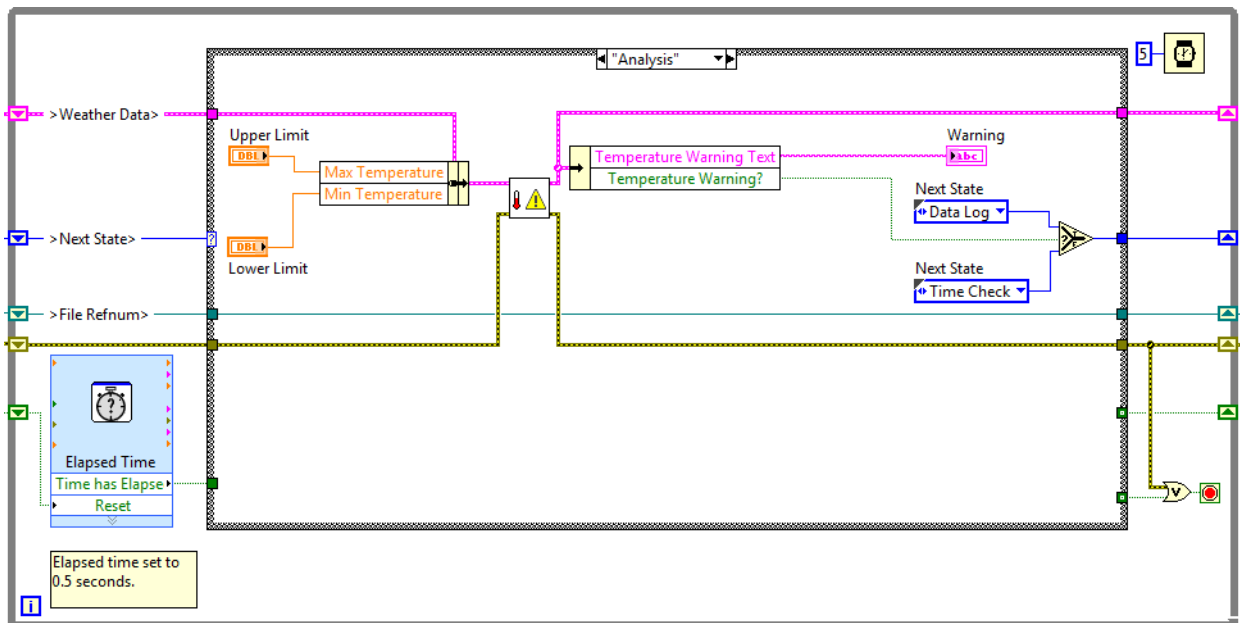 "Analysis"
5
>Weather Data>
Upper Limit
DBL
Max Temperature
Min Temperature
DBL
Lower Limit
Temperature Warning Text
Temperature Warning?
Warning
abc
Next State
Data Log
?
T
F
Next State
Time Check
>Next State>
?
>File Refnum>
?
Elapsed Time
Time has Elapse
Reset
V
Elapsed time set to
0.5 seconds.
i